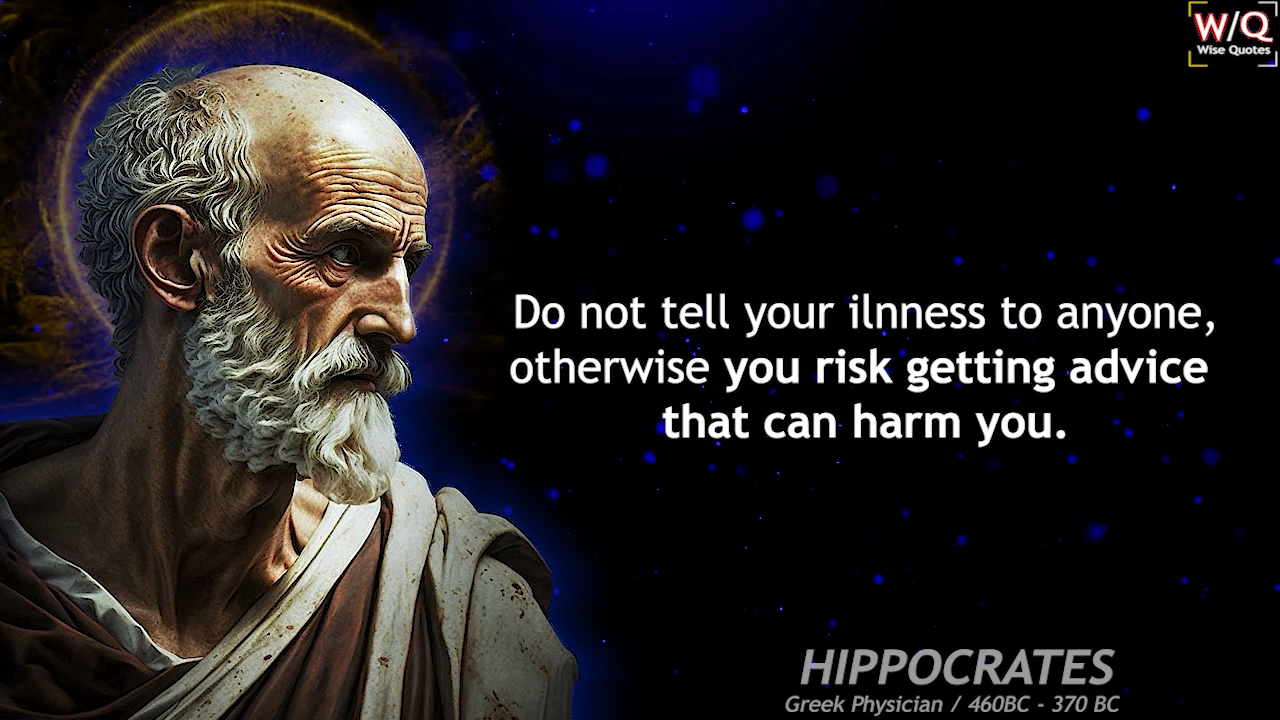 W/Q
Wise Quotes
Do not tell your ilnness to anyone,
otherwise you risk getting advice
that can harm you.
HIPPOCRATES
Greek Physician / 460BC - 370 BC